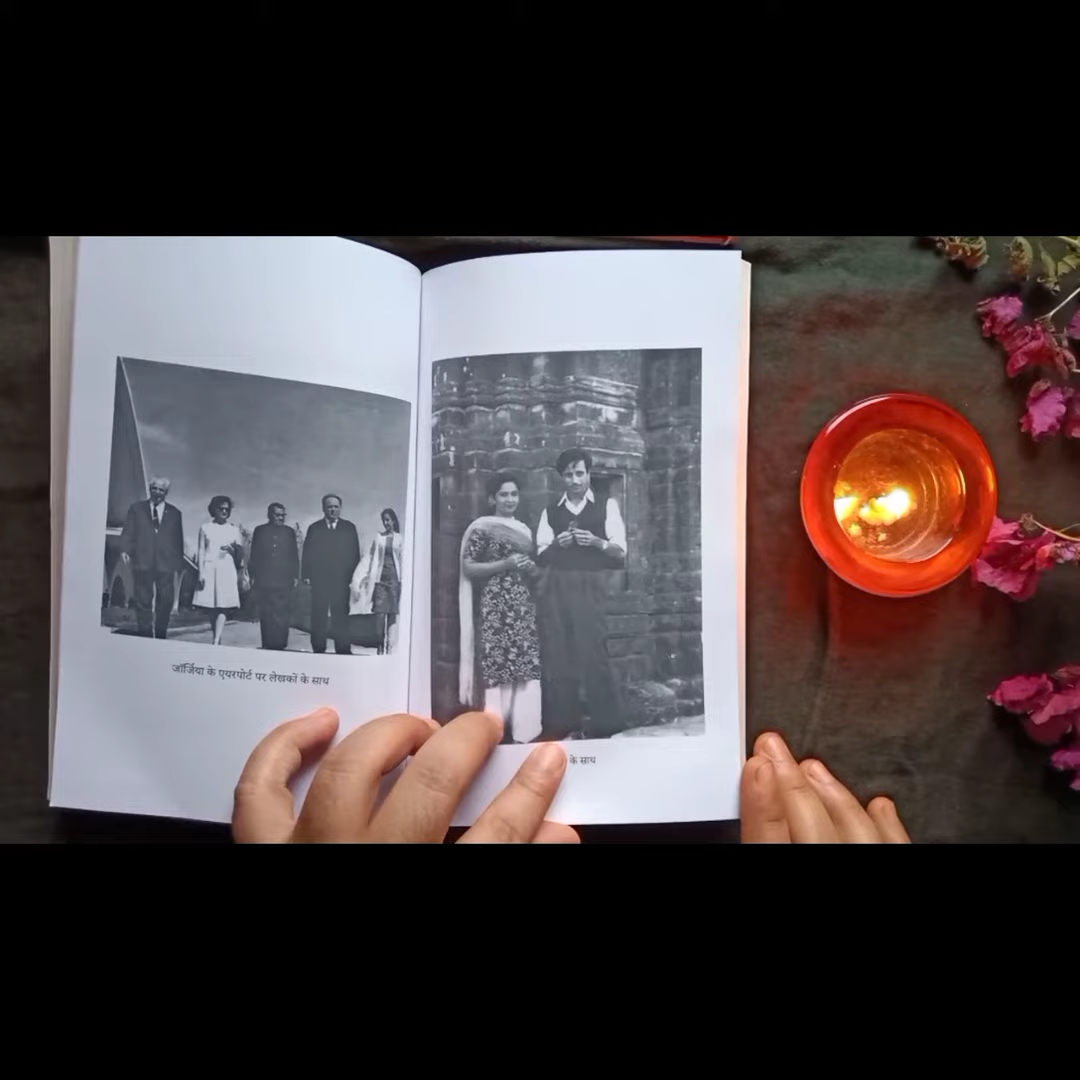 जॉर्जिया के एयरपोर्ट पर लेखकों के साथ
के साथ